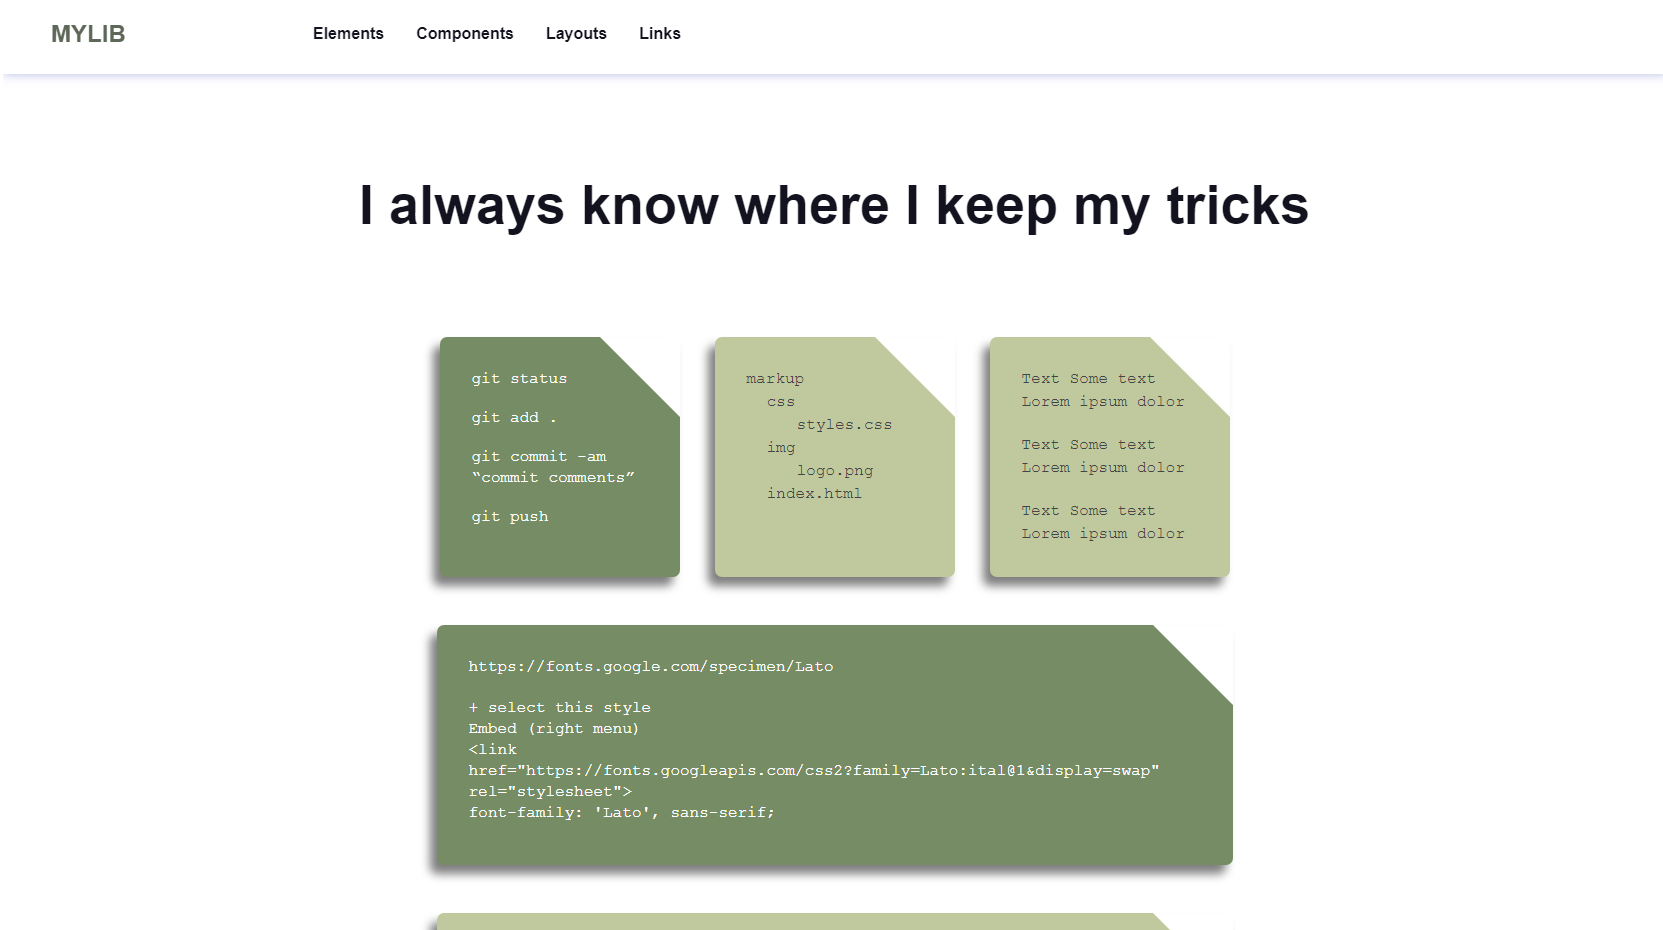 MYLIB
Elements Components Layouts Links
I always know where I keep my tricks
git status
git add .
git commit -am
“commit comments”
git push
markup
css
styles.css
img
logo.png
index.html
Text Some text
Lorem ipsum dolor
Text Some text
Lorem ipsum dolor
Text Some text
Lorem ipsum dolor
https://fonts.google.com/specimen/Lato
+ select this style
Embed (right menu)
<link
href="https://fonts.googleapis.com/css2?family=Lato:ital@1&display=swap"
rel="stylesheet">
font-family: 'Lato', sans-serif;